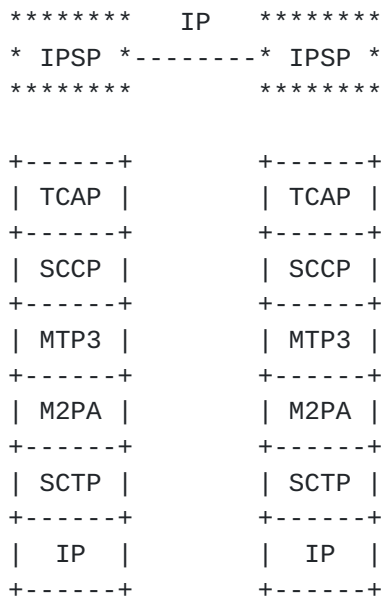 ********   IP   ********
* IPSP *--------* IPSP *
********        ********
+------+        +------+
| TCAP |        | TCAP |
+------+        +------+
| SCCP |        | SCCP |
+------+        +------+
| MTP3 |        | MTP3 |
+------+        +------+
| M2PA |        | M2PA |
+------+        +------+
| SCTP |        | SCTP |
+------+        +------+
|  IP  |        |  IP  |
+------+        +------+